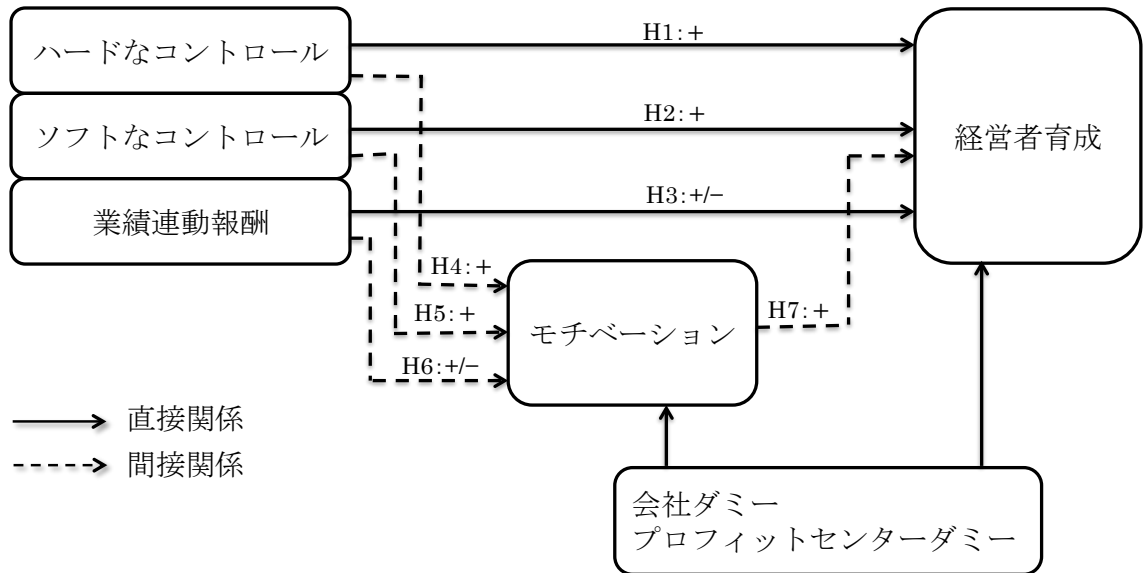 ハードなコントロール
H1:+
ソフトなコントロール
H2:+
経営者育成
業績連動報酬
H3:+/−
H4:+
H5:+
モチベーション
H7:+
H6:+/−
直接関係
間接関係
会社ダミー
プロフィットセンターダミー